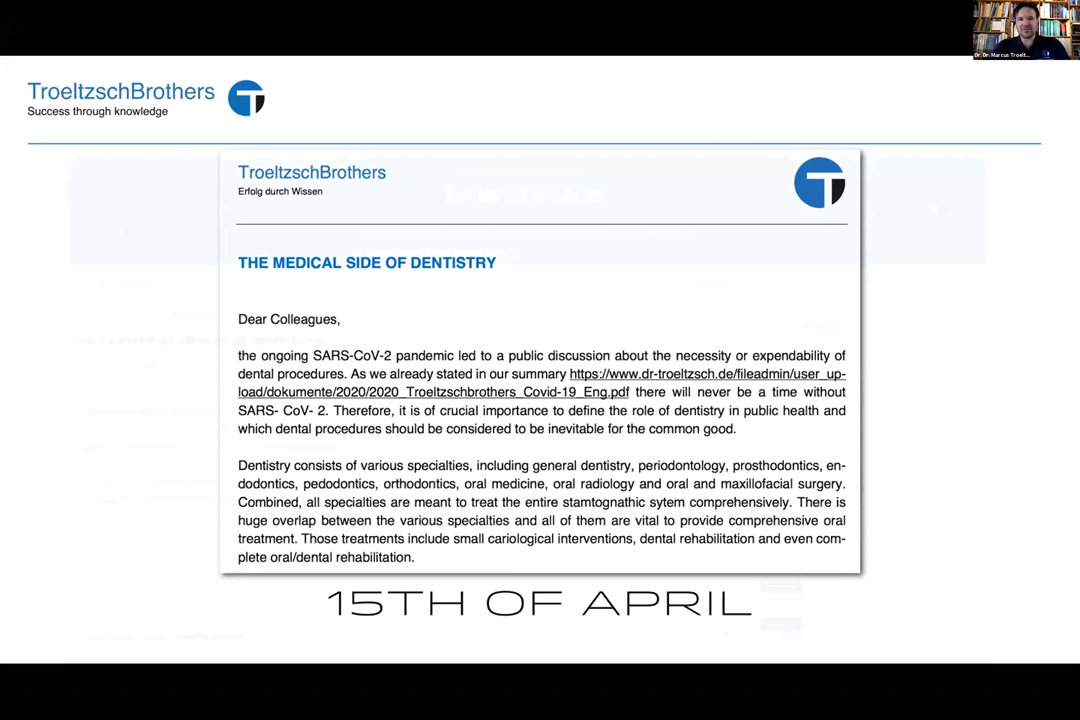 Dr. Dr. Marcus Troelt...
TroeltzschBrothers
Success through knowledge
TroeltzschBrothers
Erfolg durch Wissen
THE MEDICAL SIDE OF DENTISTRY
Dear Colleagues,
the ongoing SARS-CoV-2 pandemic led to a public discussion about the necessity or expendability of
dental procedures. As we already stated in our summary https://www.dr-troeltzsch.de/fileadmin/user_up-
load/dokumente/2020/2020_Troeltzschbrothers_Covid-19_Eng.pdf there will never be a time without
SARS- CoV- 2. Therefore, it is of crucial importance to define the role of dentistry in public health and
which dental procedures should be considered to be inevitable for the common good.
Dentistry consists of various specialties, including general dentistry, periodontology, prosthodontics, en-
dodontics, pedodontics, orthodontics, oral medicine, oral radiology and oral and maxillofacial surgery.
Combined, all specialties are meant to treat the entire stamtognathic sytem comprehensively. There is
huge overlap between the various specialties and all of them are vital to provide comprehensive oral
treatment. Those treatments include small cariological interventions, dental rehabilitation and even com-
plete oral/dental rehabilitation.
15TH OF APRIL